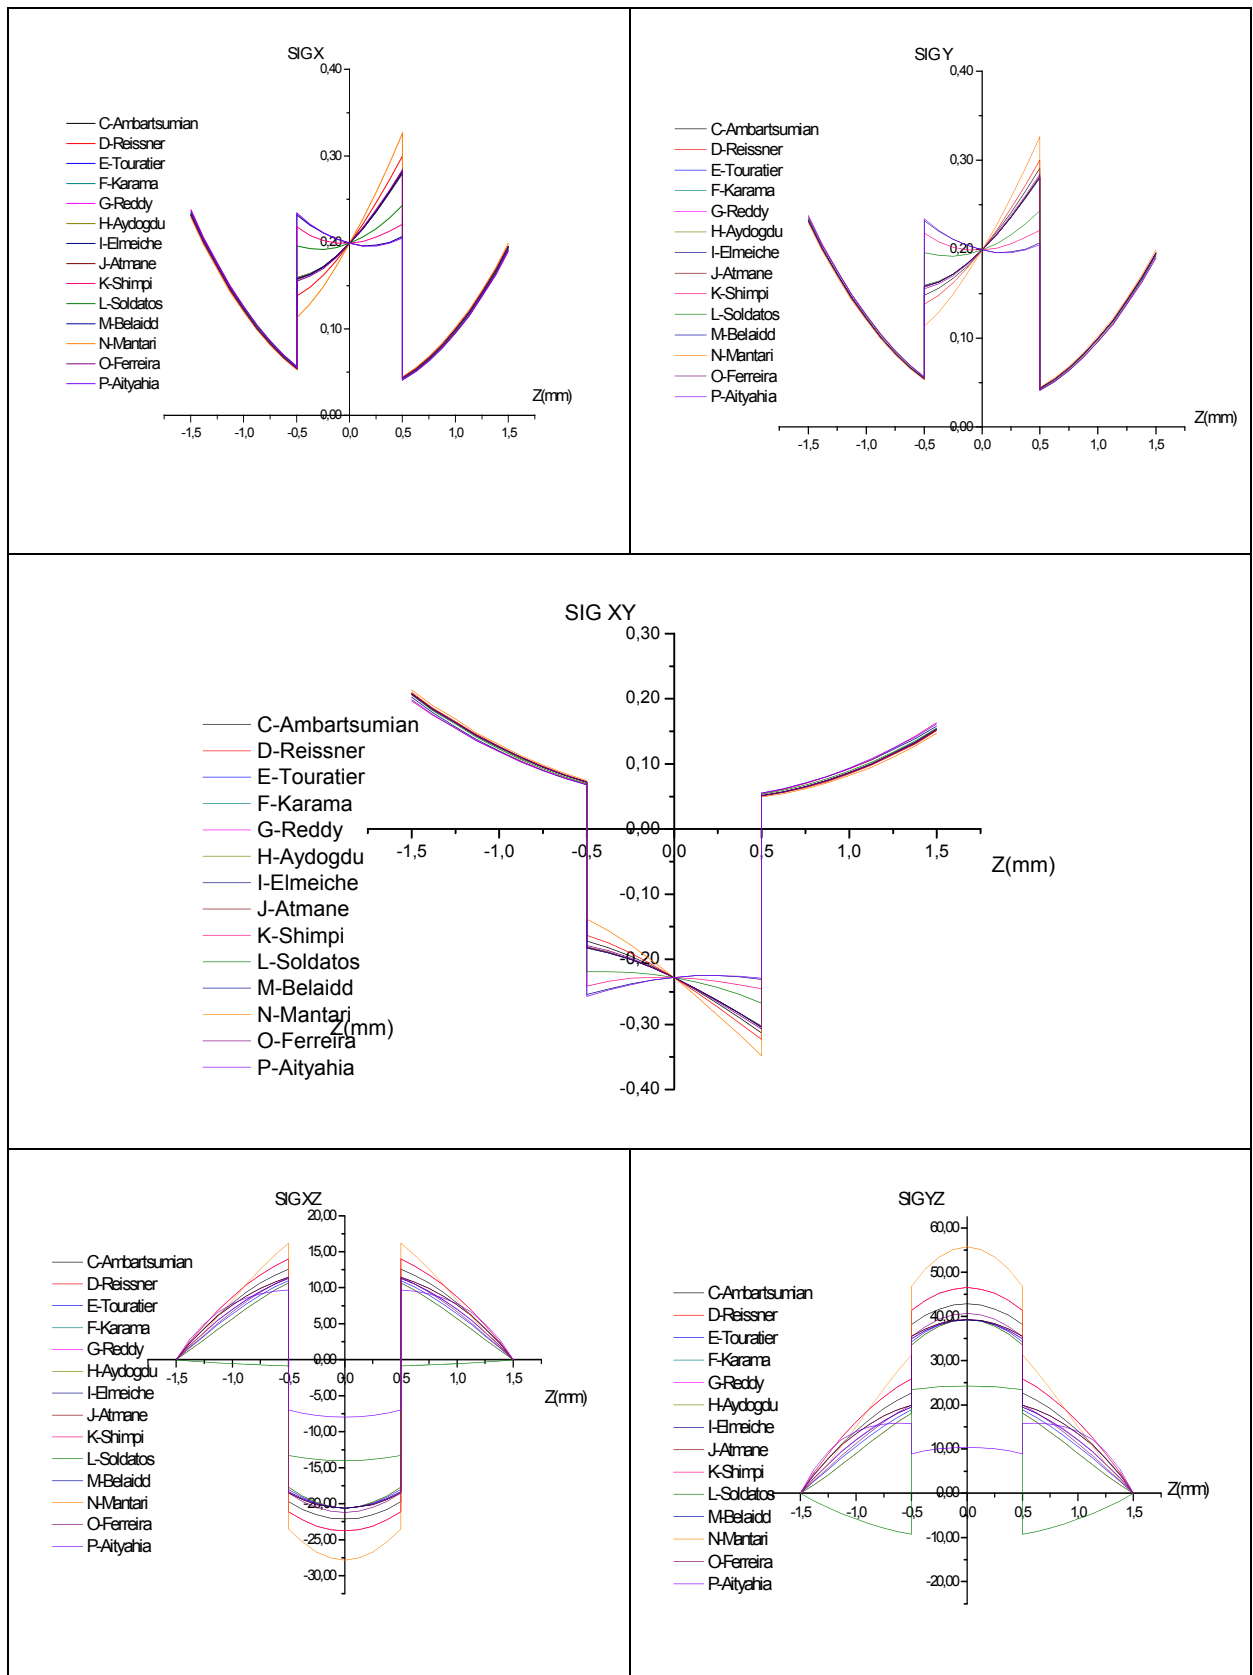 SIGX
0,40
0,30
0,20
0,10
0,00
C-Ambartsumian
D-Reissner
E-Touratier
F-Karama
G-Reddy
H-Aydogdu
I-Elmeiche
J-Atmane
K-Shimpi
L-Soldatos
M-Belaidd
N-Mantari
O-Ferreira
P-Aityahia
Z(mm)
-1,5 -1,0 -0,5 0,0 0,5 1,0 1,5
SIGY
0,40
0,30
0,20
0,10
0,00
C-Ambartsumian
D-Reissner
E-Touratier
F-Karama
G-Reddy
H-Aydogdu
I-Elmeiche
J-Atmane
K-Shimpi
L-Soldatos
M-Belaidd
N-Mantari
O-Ferreira
P-Aityahia
Z(mm)
-1,5 -1,0 -0,5 0,0 0,5 1,0 1,5
SIG XY
0,30
0,20
0,10
0,00
-0,10
-0,20
-0,30
-0,40
C-Ambartsumian
D-Reissner
E-Touratier
F-Karama
G-Reddy
H-Aydogdu
I-Elmeiche
J-Atmane
K-Shimpi
L-Soldatos
M-Belaidd
N-Mantari
O-Ferreira
P-Aityahia
-1,5 -1,0 -0,5 0,0 0,5 1,0 1,5
Z(mm)
Z(mm)
SIGXZ
20,00
15,00
10,00
5,00
0,00
-5,00
-10,00
-15,00
-20,00
-25,00
-30,00
C-Ambartsumian
D-Reissner
E-Touratier
F-Karama
G-Reddy
H-Aydogdu
I-Elmeiche
J-Atmane
K-Shimpi
L-Soldatos
M-Belaidd
N-Mantari
O-Ferreira
P-Aityahia
-1,5 -1,0 -0,5 0,0 0,5 1,0 1,5
Z(mm)
SIGYZ
60,00
50,00
40,00
30,00
20,00
10,00
0,00
-10,00
-20,00
C-Ambartsumian
D-Reissner
E-Touratier
F-Karama
G-Reddy
H-Aydogdu
I-Elmeiche
J-Atmane
K-Shimpi
L-Soldatos
M-Belaidd
N-Mantari
O-Ferreira
P-Aityahia
Z(mm)
-1,5 -1,0 -0,5 0,0 0,5 1,0 1,5